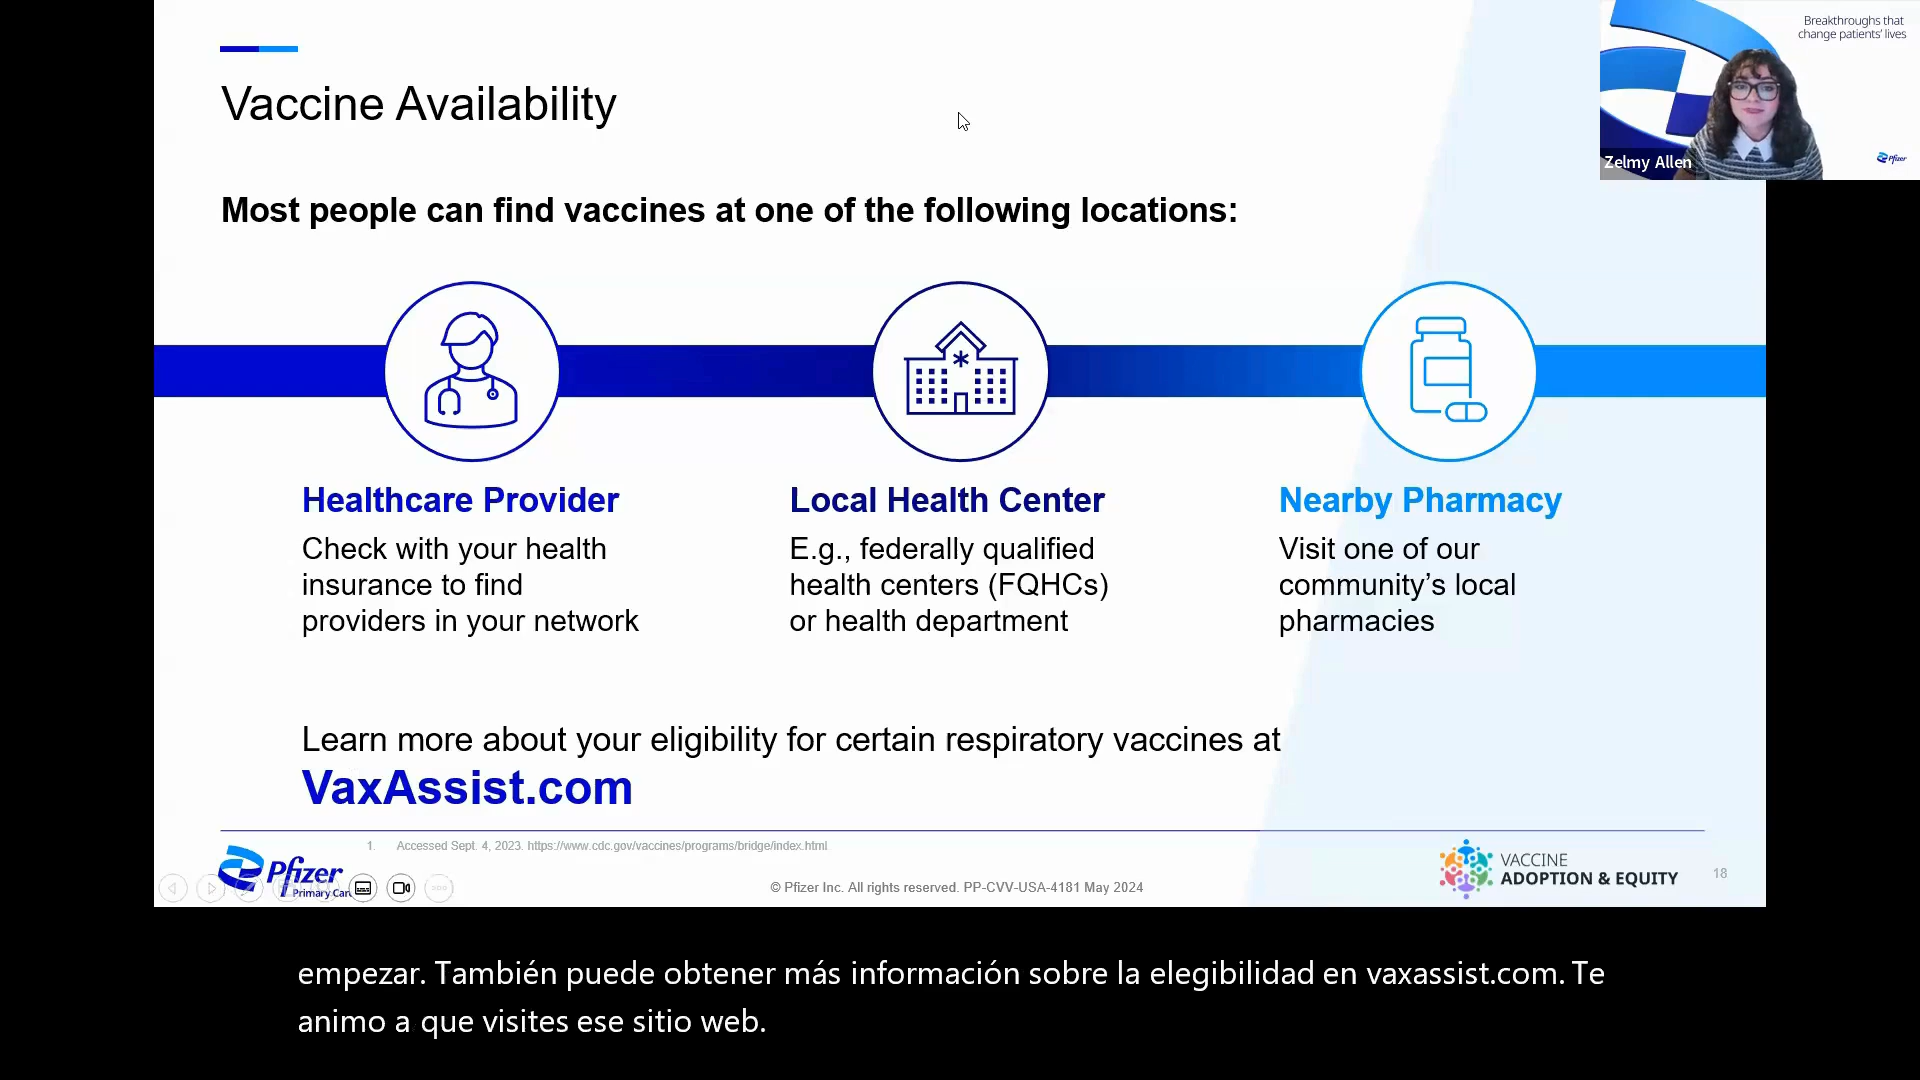 Breakthroughs that
change patients' lives
Vaccine Availability
Pfizer
Zelmy Allen
Most people can find vaccines at one of the following locations:
Healthcare Provider
Check with your health
insurance to find
providers in your network
Local Health Center
E.g., federally qualified
health centers (FQHCs)
or health department
Nearby Pharmacy
Visit one of our
community’s local
pharmacies
Learn more about your eligibility for certain respiratory vaccines at
VaxAssist.com
1. Accessed Sept. 4, 2023. https://www.cdc.gov/vaccines/programs/bridge/index.html
Pfizer
Primary Care
© Pfizer Inc. All rights reserved. PP-CVV-USA-4181 May 2024
VACCINE
ADOPTION & EQUITY
18
empezar. También puede obtener más información sobre la elegibilidad en vaxassist.com. Te
animo a que visites ese sitio web.